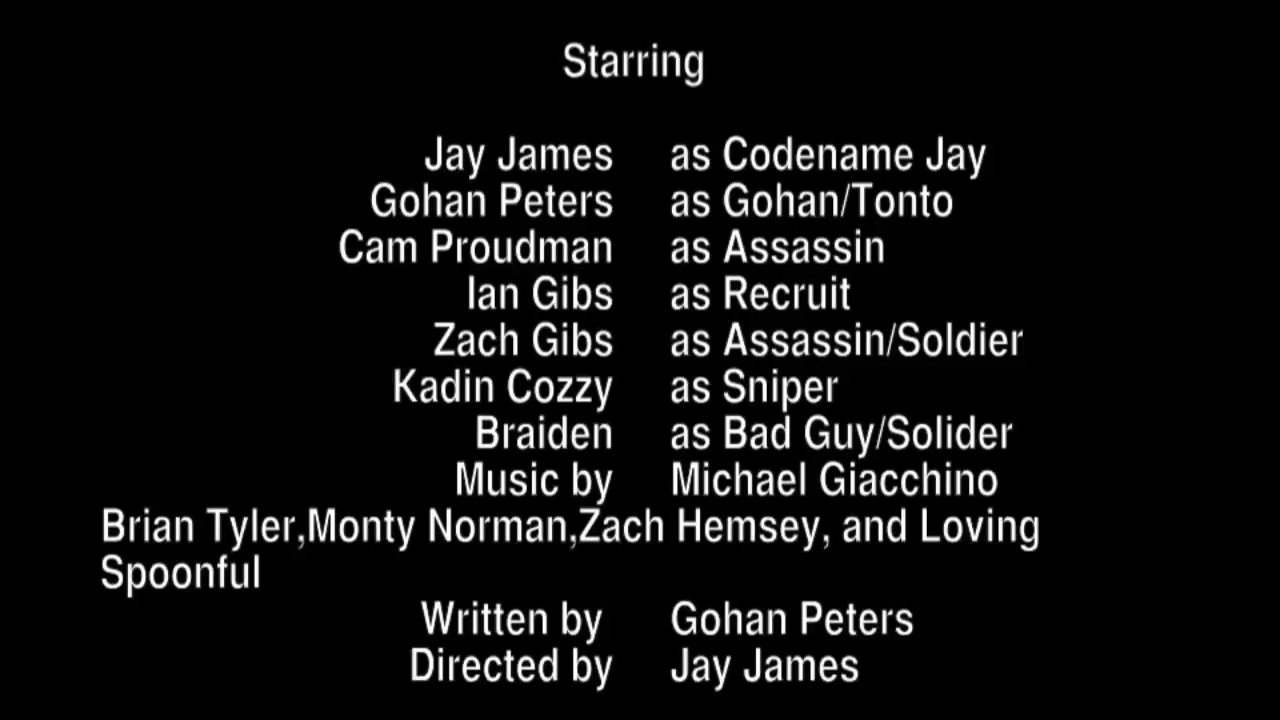 Starring
Jay James as Codename Jay
Gohan Peters as Gohan/Tonto
Cam Proudman as Assassin
Ian Gibs as Recruit
Zach Gibs as Assassin/Soldier
Kadin Cozzy as Sniper
Braiden as Bad Guy/Solider
Music by Michael Giacchino
Brian Tyler,Monty Norman,Zach Hemsey, and Loving
Spoonful
Written by Gohan Peters
Directed by Jay James